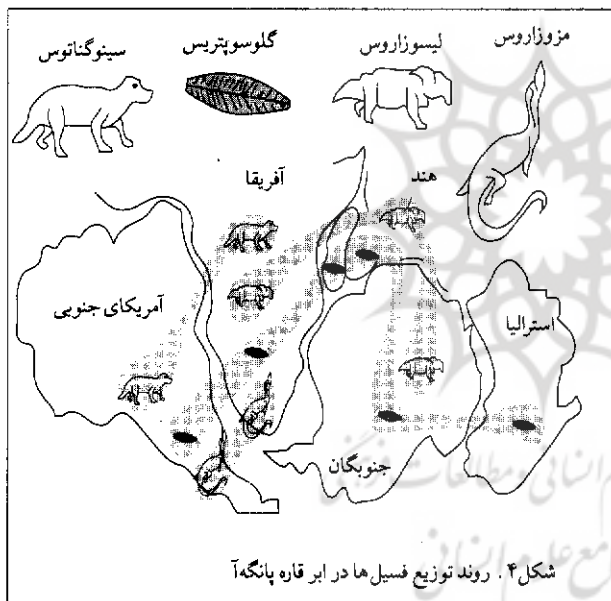 مزوزاروس
لیسوزاروس
گلوسوپتریس
سینوگناتوس
هند
آفریقا
استرالیا
آمریکای جنوبی
جنوبگان
شکل۴ . روند توزیع فسیل ها در ابر قاره پانگه‌آ